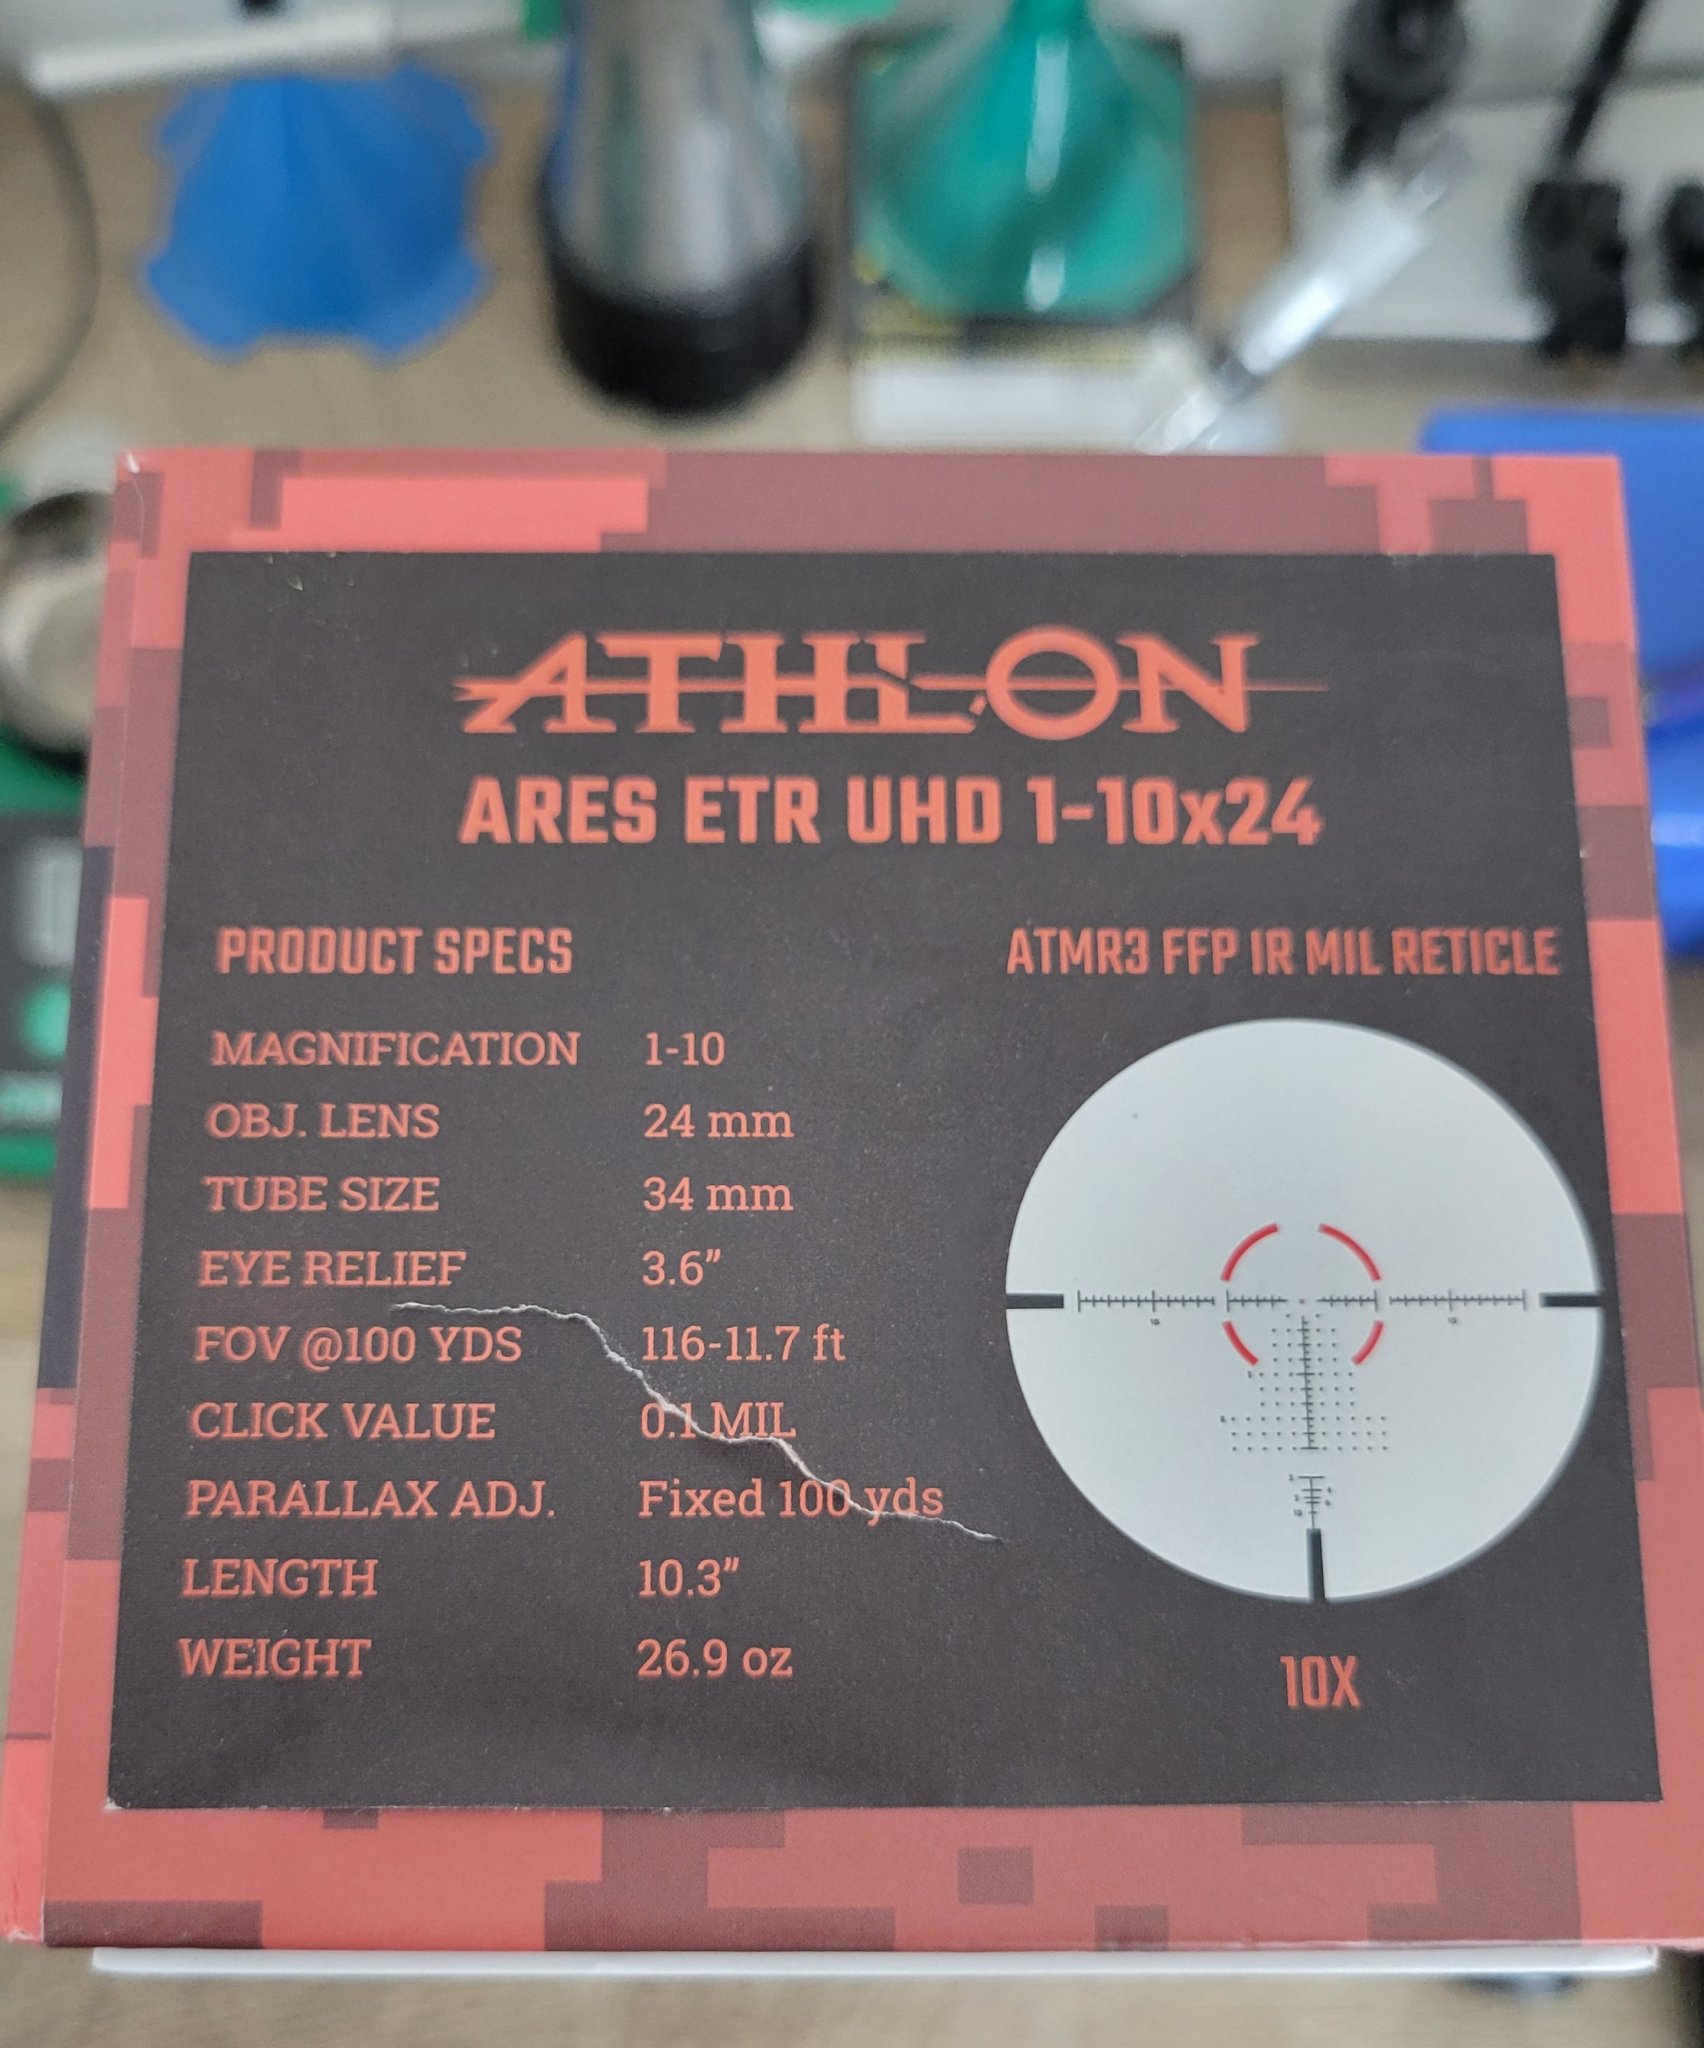 ATHLON
ARES ETR UHD 1-10x24
PRODUCT SPECS
MAGNIFICATION 1-10
OBJ. LENS 24 mm
TUBE SIZE 34 mm
EYE RELIEF 3.6”
FOV @100 YDS 116-11.7 ft
CLICK VALUE 0.1 MIL
PARALLAX ADJ. Fixed 100 yds
LENGTH 10.3”
WEIGHT 26.9 oz
ATMR3 FFP IR MIL RETICLE
10X